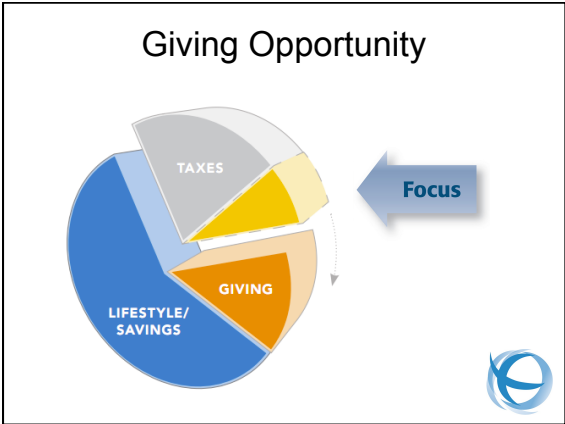 Giving Opportunity
TAXES
Focus
GIVING
LIFESTYLE/
SAVINGS